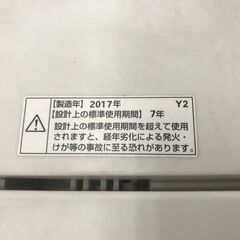 【製造年】2017年 Y2
【設計上の標準使用期間】7年
設計上の標準使用期間を超えて使用
されますと、経年劣化による発火・
けが等の事故に至る恐れがあります。